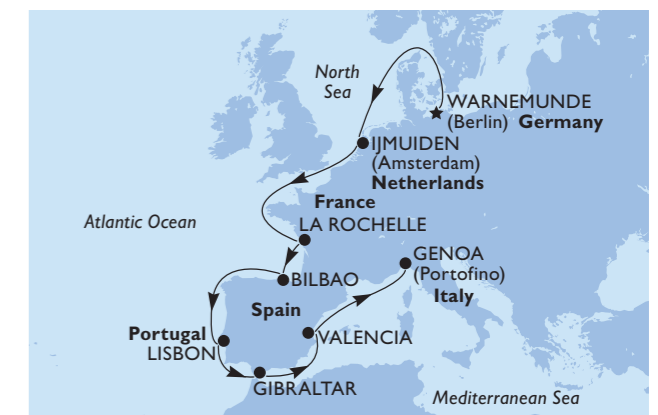 North
Sea
WARNEMUNDE
(Berlin) Germany
IJMUIDEN
(Amsterdam)
Netherlands
France
Atlantic Ocean
LA ROCHELLE
GENOA
(Portofino)
Italy
BILBAO
Spain
Portugal
LISBON
VALENCIA
GIBRALTAR
Mediterranean Sea